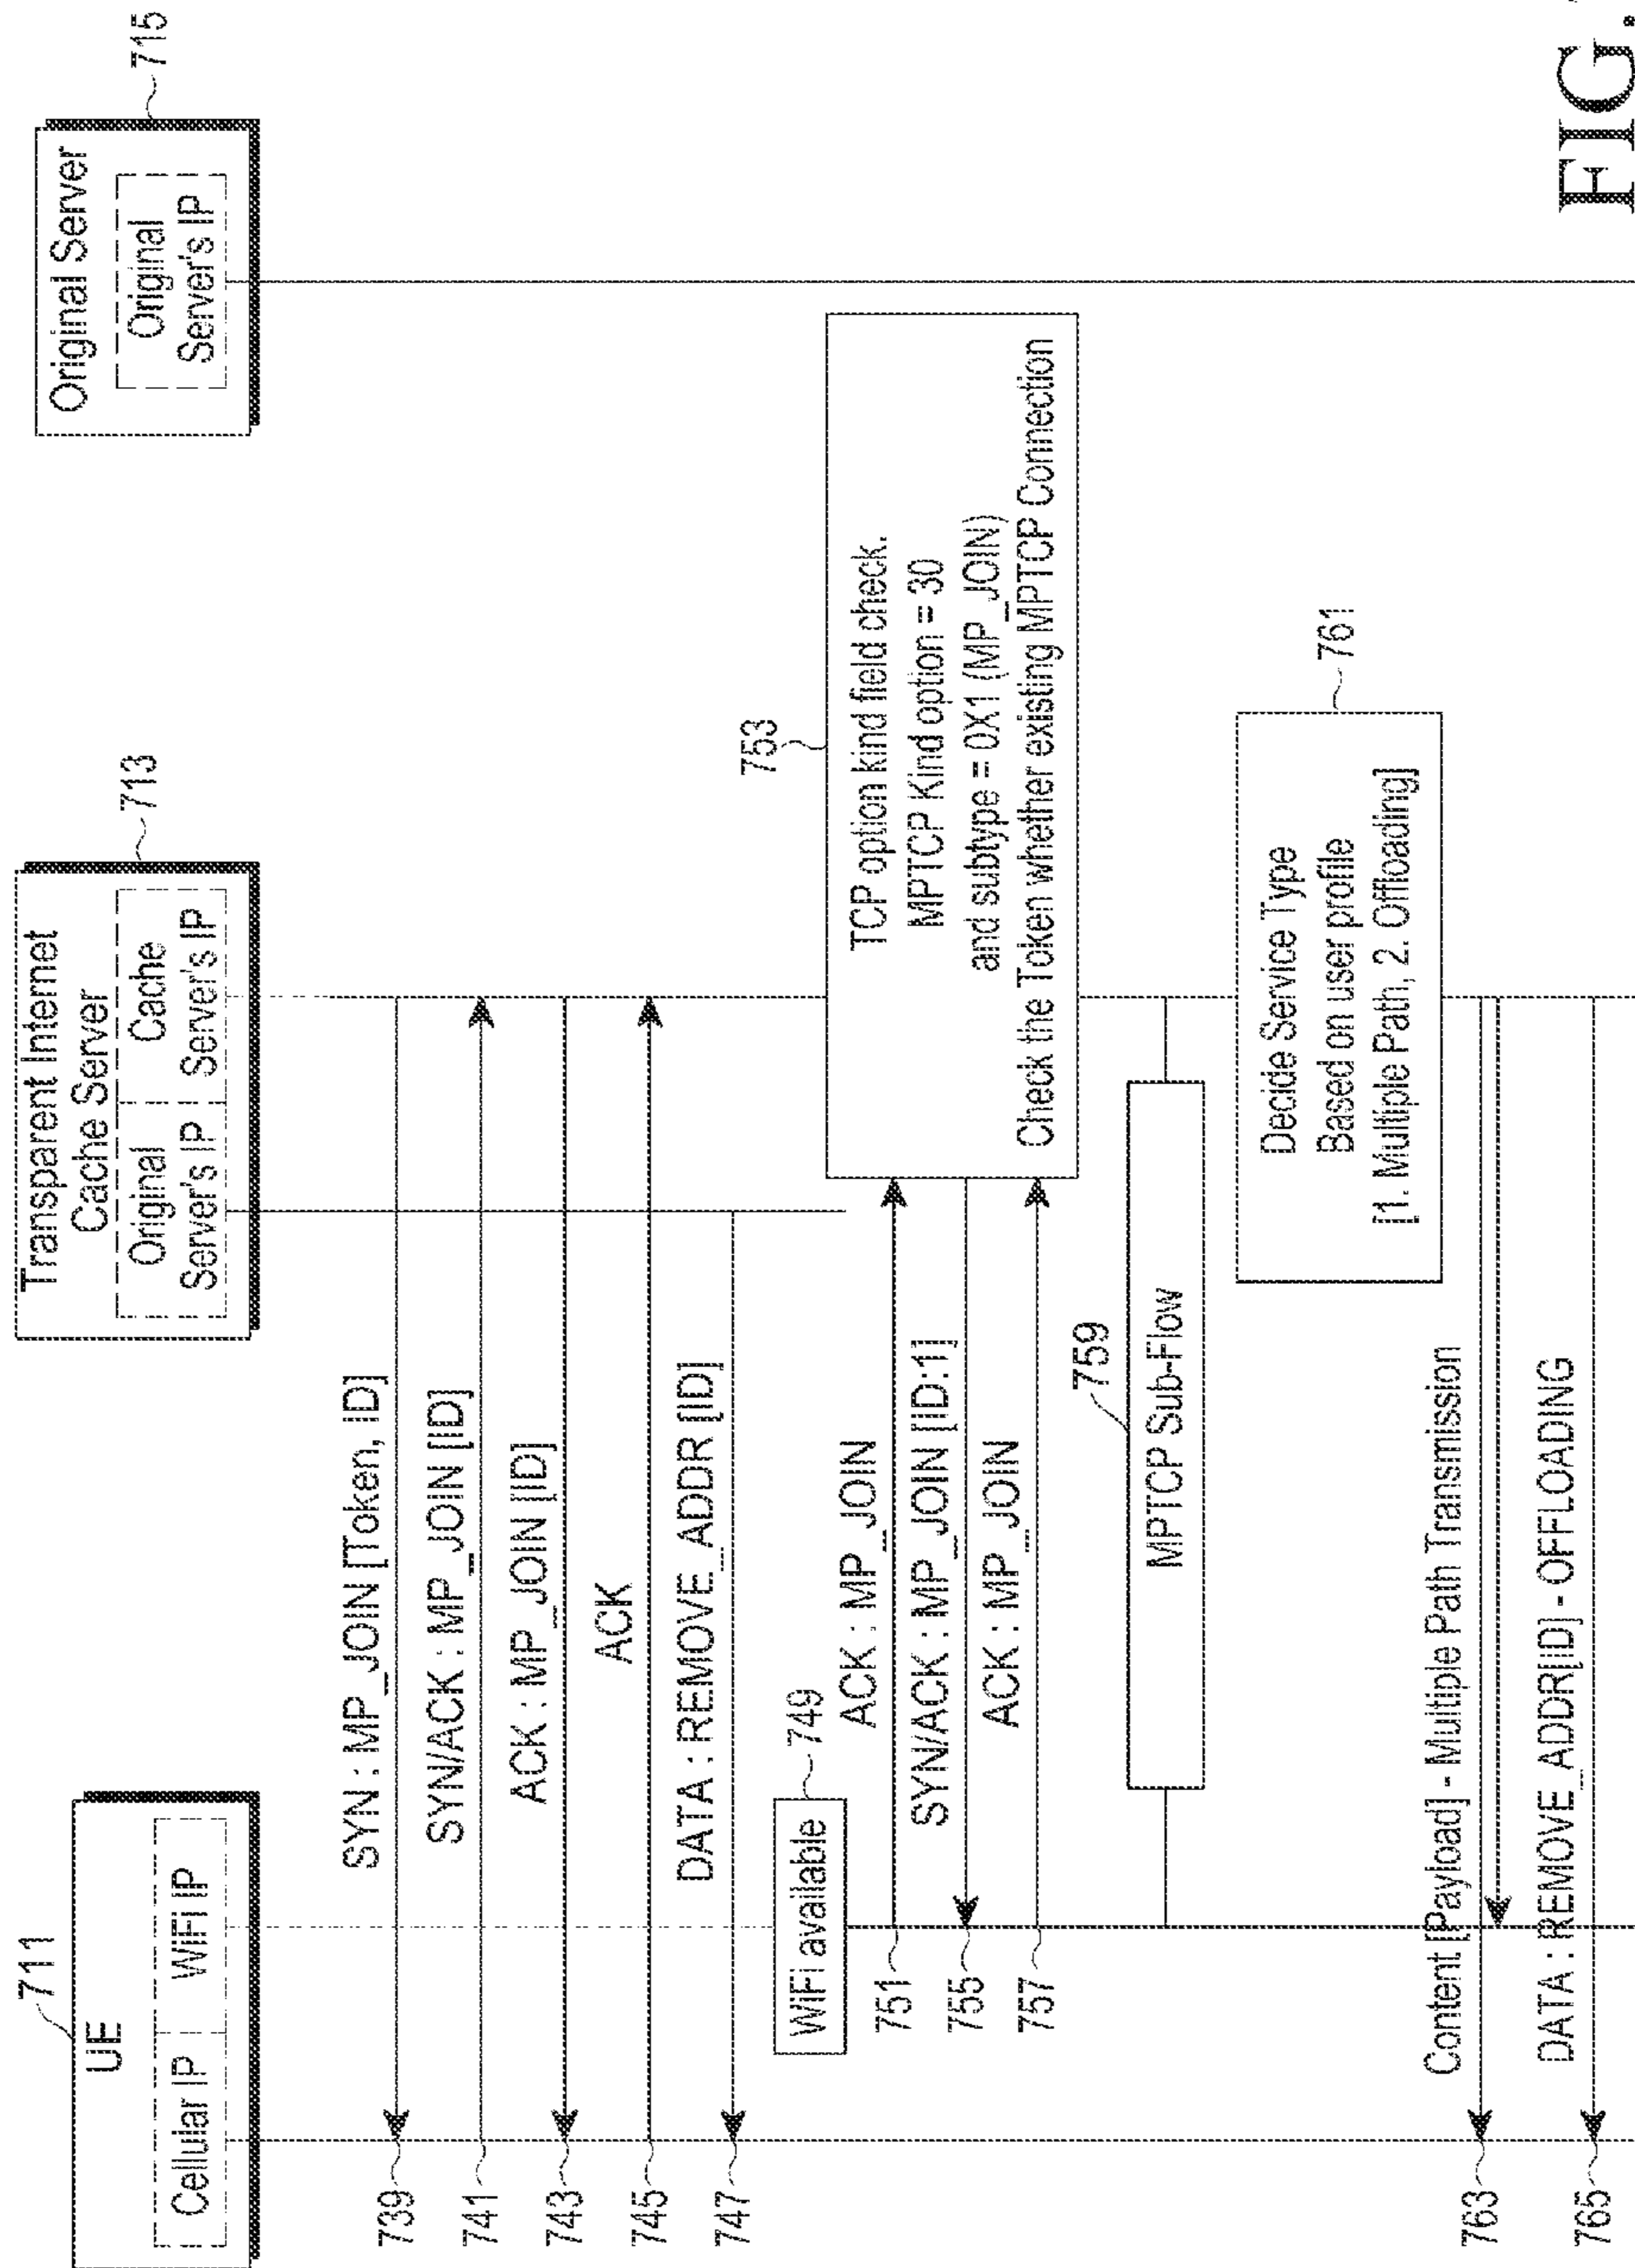 711
UE
Cellular IP
WiFi IP
Transparent Internet
Cache Server
713
Original
Server's IP
Cache
Server's IP
Original Server
715
Original
Server's IP
739
SYN : MP_JOIN [Token, ID]
741
SYN/ACK : MP_JOIN [ID]
743
ACK : MP_JOIN [ID]
745
ACK
747
DATA : REMOVE_ADDR [ID]
WiFi available
749
751
ACK : MP_JOIN
753
TCP option kind field check.
MPTCP Kind option = 30
and subtype = 0X1 (MP_JOIN)
Check the Token whether existing MPTCP Connection
755
SYN/ACK : MP_JOIN [ID:1]
757
ACK : MP_JOIN
759
MPTCP Sub-Flow
761
Decide Service Type
Based on user profile
[1. Multiple Path, 2. Offloading]
763
Content [Payload] - Multiple Path Transmission
765
DATA : REMOVE_ADDR[ID] - OFFLOADING
FIG.